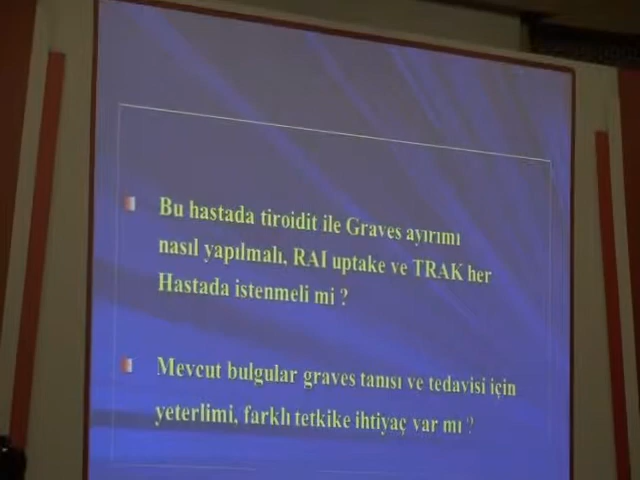 Bu hastada tiroidit ile Graves ayırımı
nasıl yapılmalı, RAI uptake ve TRAK her
Hastada istenmeli mi ?
Mevcut bulgular graves tanısı ve tedavisi için
yeterlimi, farklı tetkike ihtiyaç var mı ?